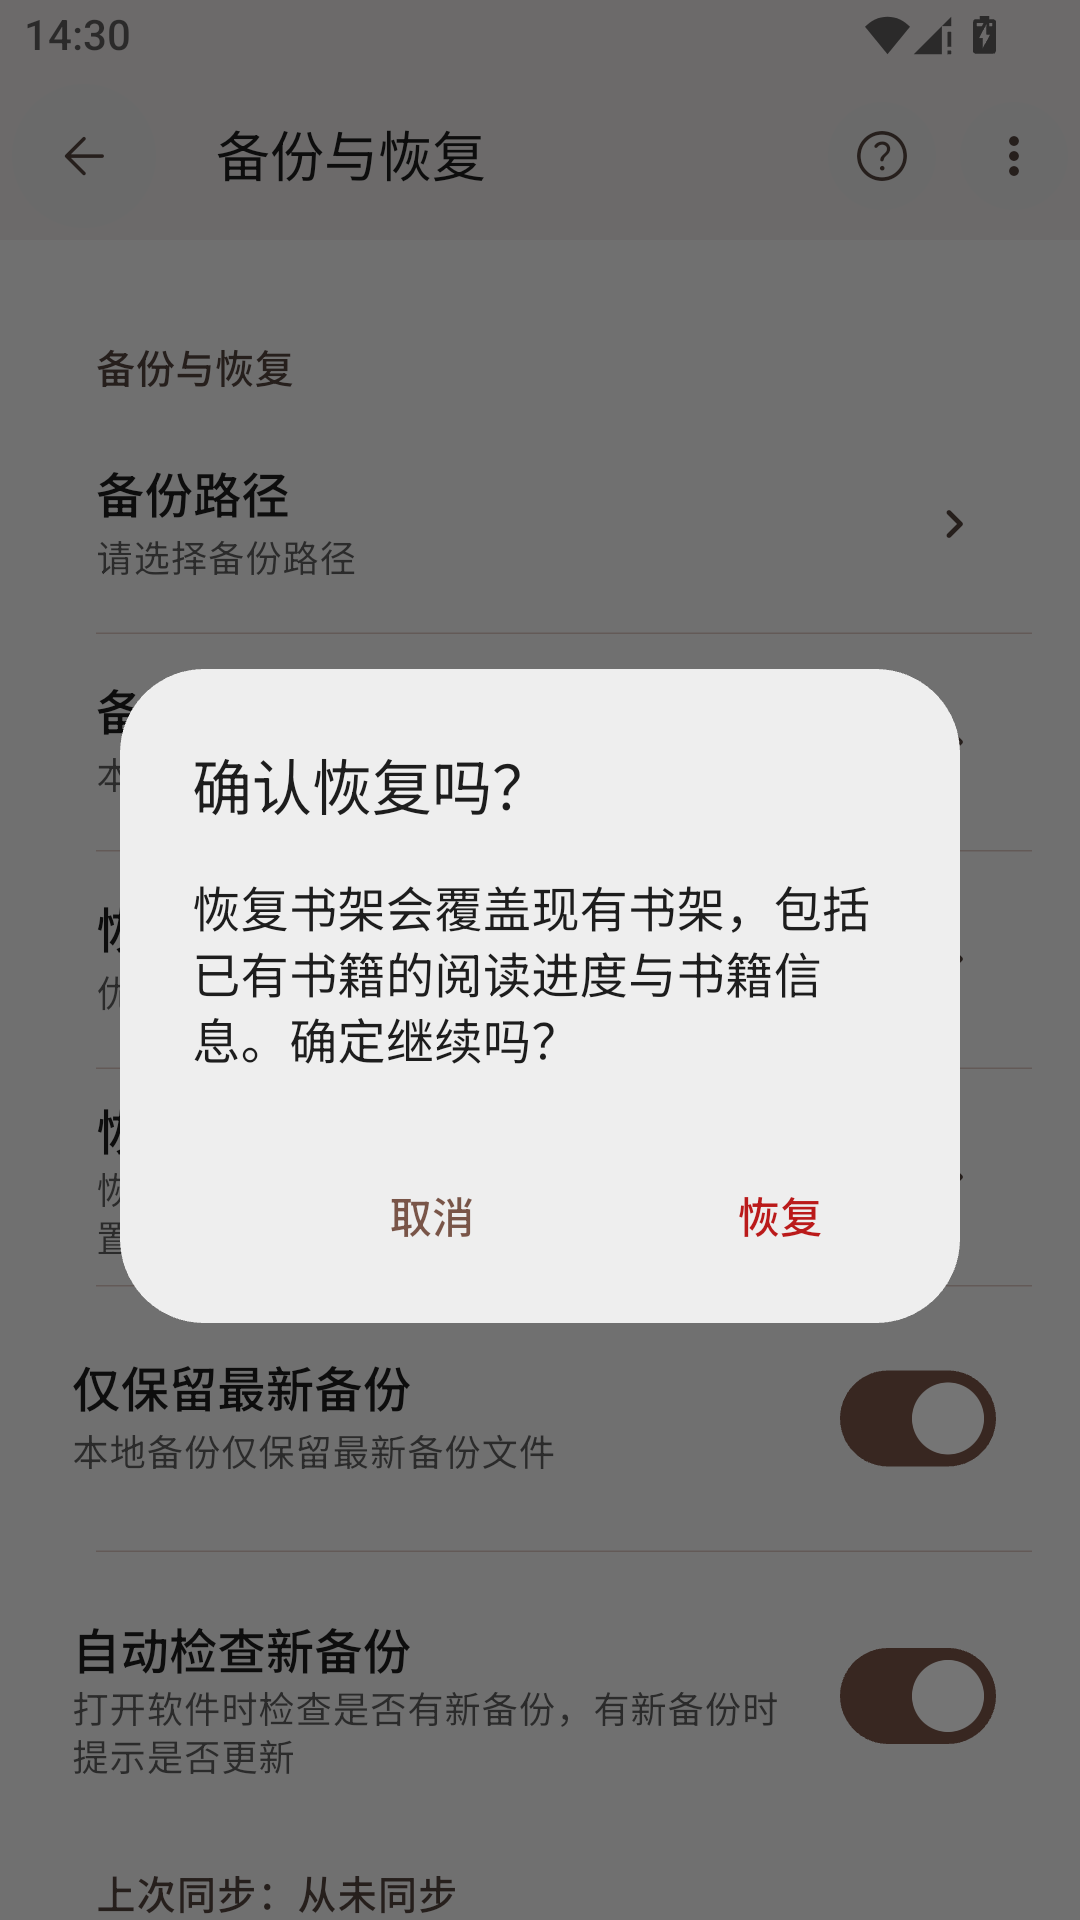 14:30
备份与恢复
备份与恢复
备份路径
请选择备份路径
备
本
确认恢复吗？
恢复书架会覆盖现有书架，包括
已有书籍的阅读进度与书籍信
息。确定继续吗？
优
恢
置
取消
恢复
仅保留最新备份
本地备份仅保留最新备份文件
自动检查新备份
打开软件时检查是否有新备份，有新备份时
提示是否更新
上次同步：从未同步